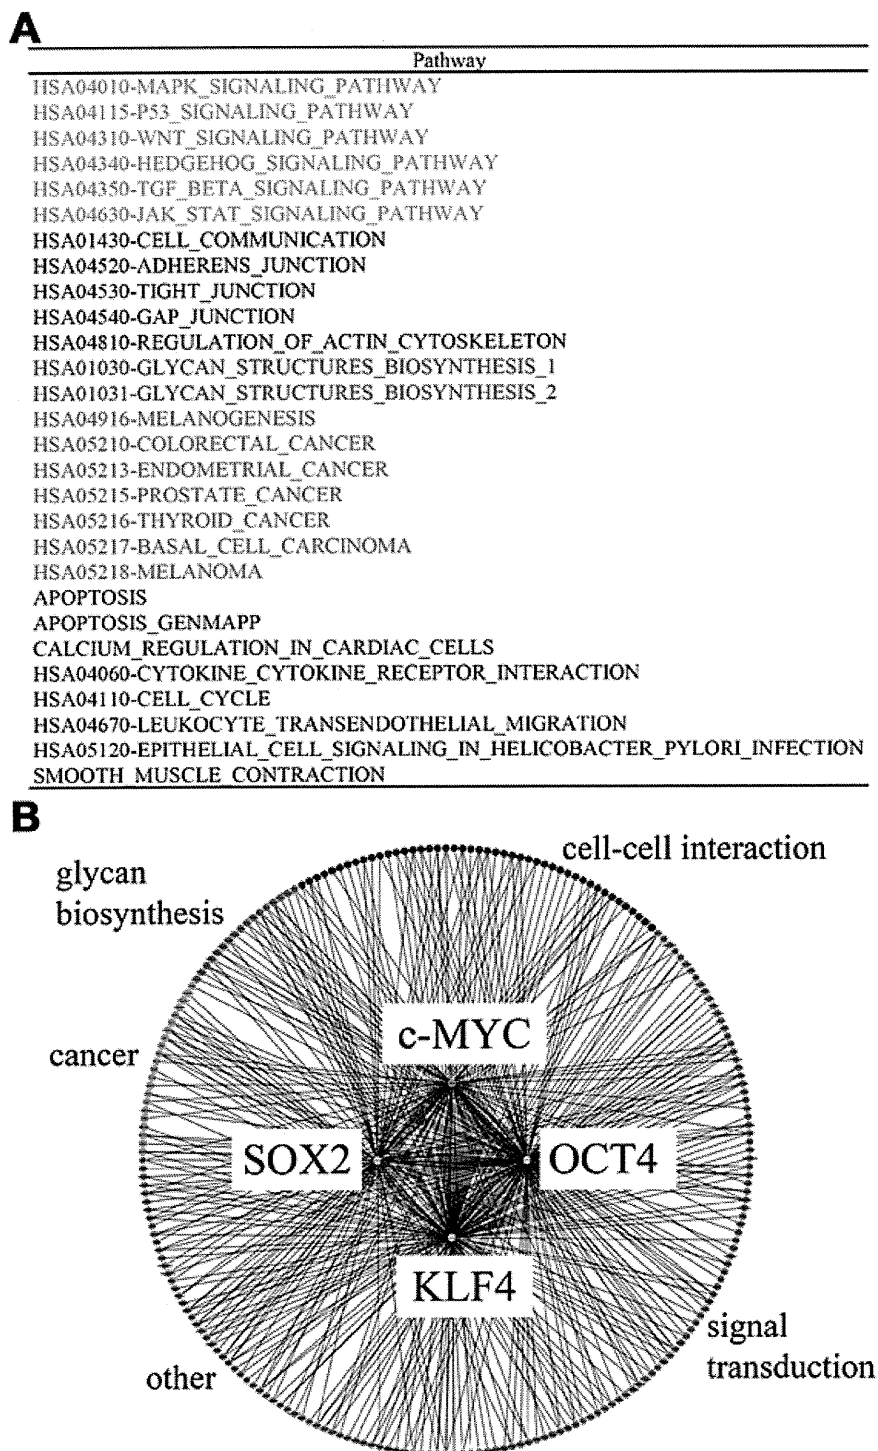 A
Pathway
HSA04010-MAPK_SIGNALING_PATHWAY
HSA04115-P53_SIGNALING_PATHWAY
HSA04310-WNT_SIGNALING_PATHWAY
HSA04340-HEDGEHOG_SIGNALING_PATHWAY
HSA04350-TGF_BETA_SIGNALING_PATHWAY
HSA04630-JAK_STAT_SIGNALING_PATHWAY
HSA01430-CELL_COMMUNICATION
HSA04520-ADHERENS_JUNCTION
HSA04530-TIGHT_JUNCTION
HSA04540-GAP_JUNCTION
HSA04810-REGULATION_OF_ACTIN_CYTOSKELETON
HSA01030-GLYCAN_STRUCTURES_BIOSYNTHESIS_1
HSA01031-GLYCAN_STRUCTURES_BIOSYNTHESIS_2
HSA04916-MELANOGENESIS
HSA05210-COLORECTAL_CANCER
HSA05213-ENDOMETRIAL_CANCER
HSA05215-PROSTATE_CANCER
HSA05216-THYROID_CANCER
HSA05217-BASAL_CELL_CARCINOMA
HSA05218-MELANOMA
APOPTOSIS
APOPTOSIS_GENMAPP
CALCIUM_REGULATION_IN_CARDIAC_CELLS
HSA04060-CYTOKINE_CYTOKINE_RECEPTOR_INTERACTION
HSA04110-CELL_CYCLE
HSA04670-LEUKOCYTE_TRANSENDOTHELIAL_MIGRATION
HSA05120-EPITHELIAL_CELL_SIGNALING_IN_HELICOBACTER_PYLORI_INFECTION
SMOOTH_MUSCLE_CONTRACTION
B
cell-cell interaction
glycan
biosynthesis
c-MYC
cancer
SOX2
OCT4
KLF4
signal
transduction
other